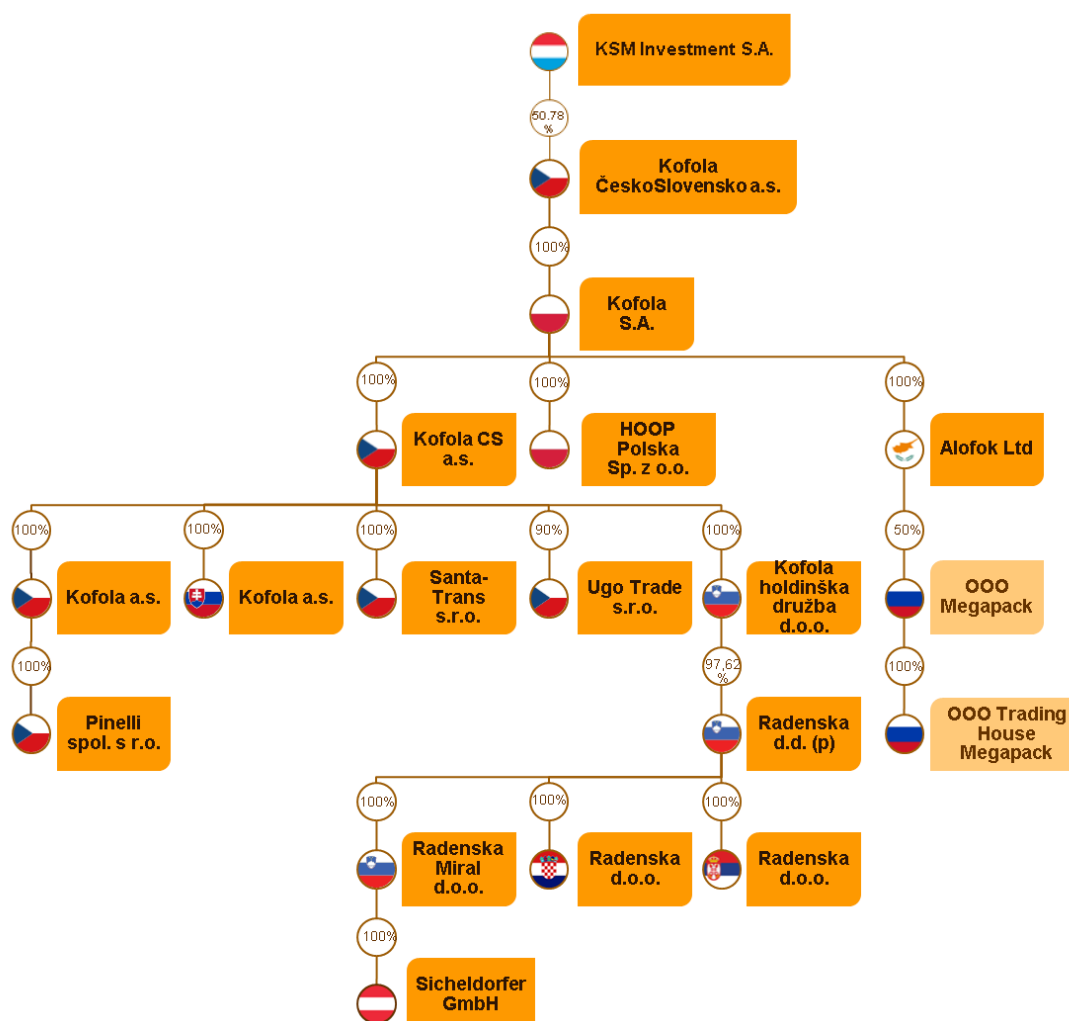 KSM Investment S.A.
50.78
%
Kofola
ČeskoSlovensko a.s.
100%
Kofola
S.A.
100%
100%
100%
Kofola CS
a.s.
HOOP
Polska
Sp. z o.o.
Alofok Ltd
100%
100%
100%
90%
100%
50%
Kofola a.s.
Kofola a.s.
Santa-
Trans
s.r.o.
Ugo Trade
s.r.o.
Kofola
holdinška
družba
d.o.o.
OOO
Megapack
100%
97,62
%
100%
Pinelli
spol. s r.o.
Radenska
d.d. (p)
OOO Trading
House
Megapack
100%
100%
100%
Radenska
Miral
d.o.o.
Radenska
d.o.o.
Radenska
d.o.o.
100%
Sicheldorfer
GmbH